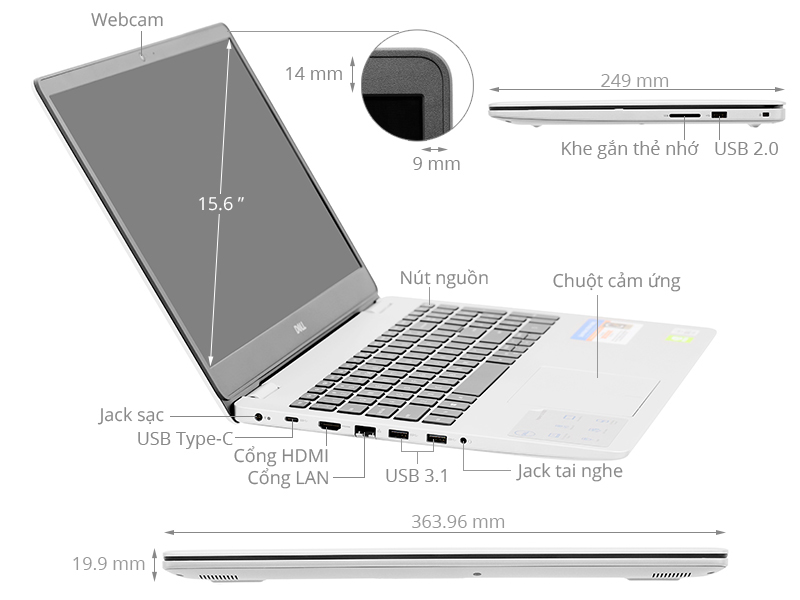 Webcam
14 mm
9 mm
249 mm
Khe gắn thẻ nhớ
USB 2.0
15.6 ”
DELL
Nút nguồn
Chuột cảm ứng
Jack sạc
USB Type-C
Cổng HDMI
Cổng LAN
USB 3.1
Jack tai nghe
363.96 mm
19.9 mm